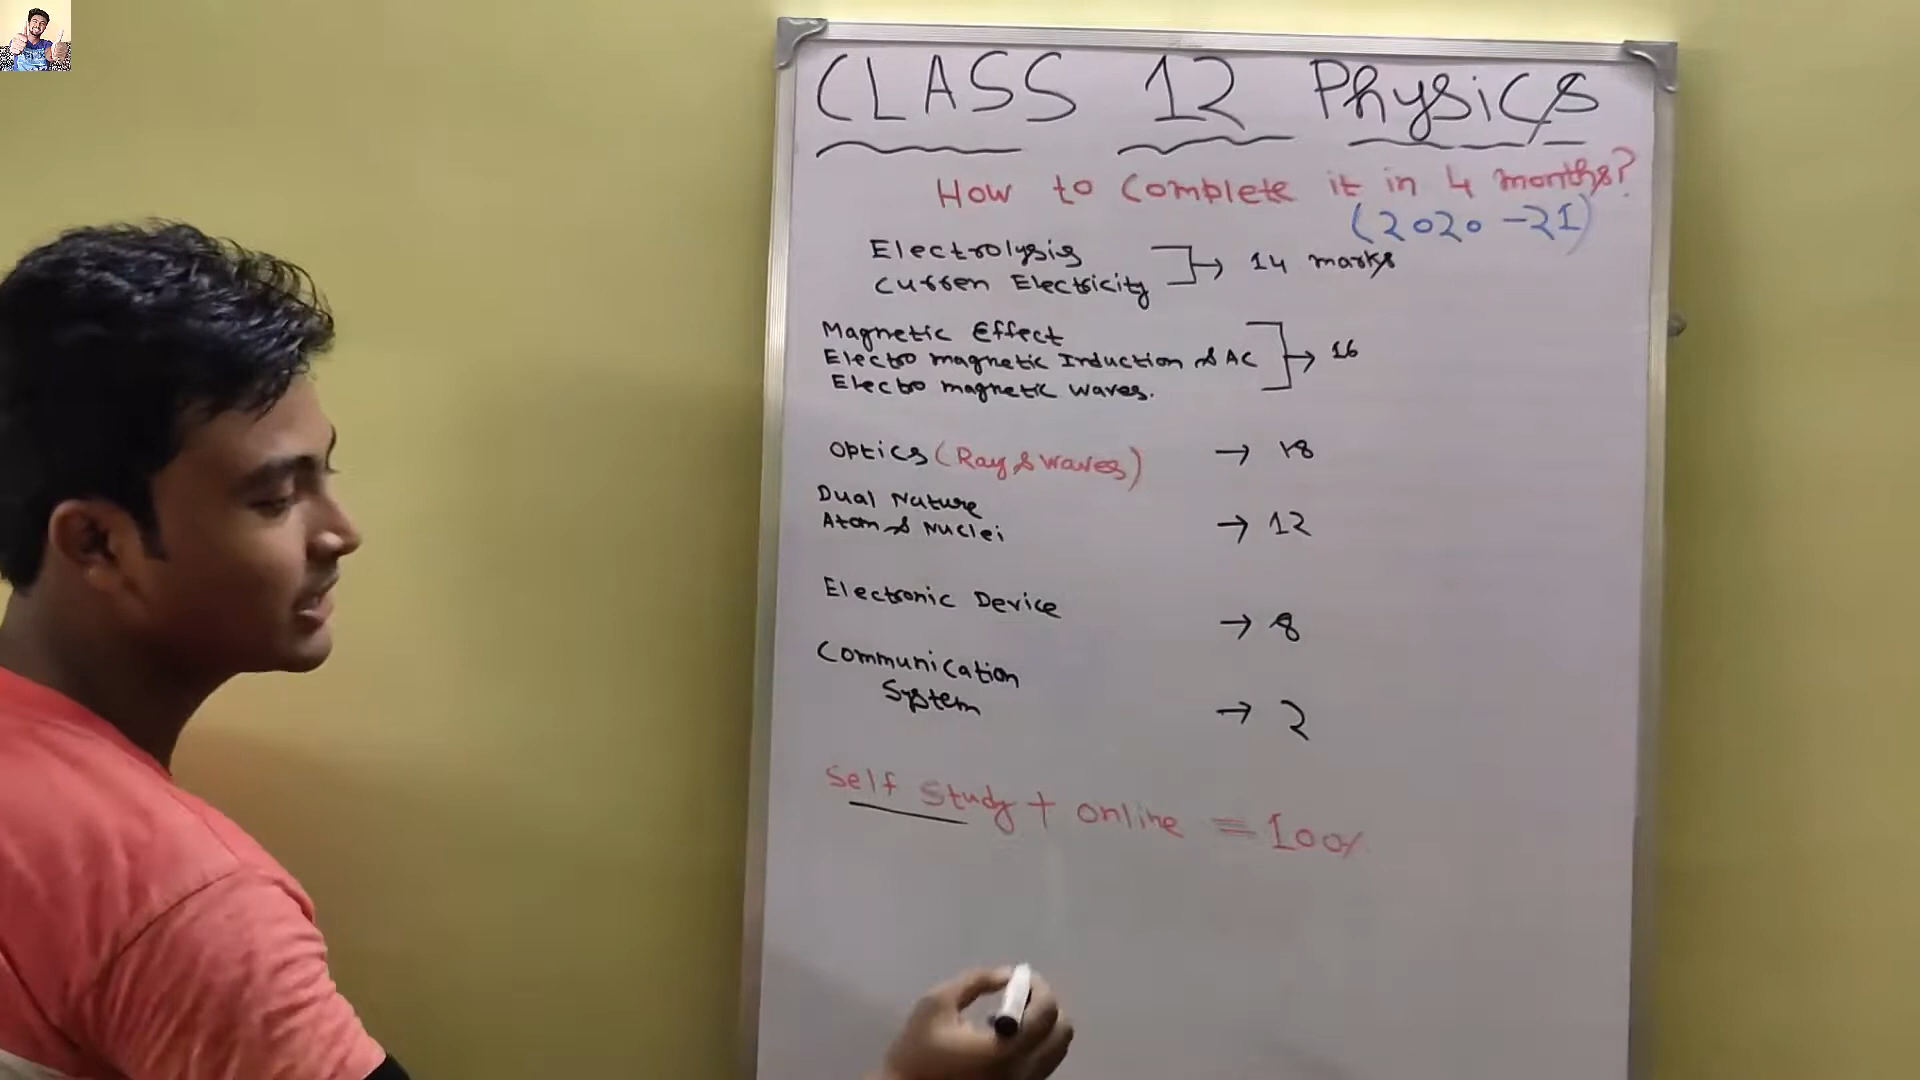 CLASS 12 Physics
How to complete it in 4 months?
(2020-21)
Electrolysis
Curren Electricity → 14 marks
Magnetic Effect
Electro magnetic Induction & AC → 16
Electro magnetic waves.
Optics (Ray & Waves) → 18
Dual Nature
Atom & Nuclei → 12
Electronic Device → 8
Communication
System → 2
Self Study + online = 100%